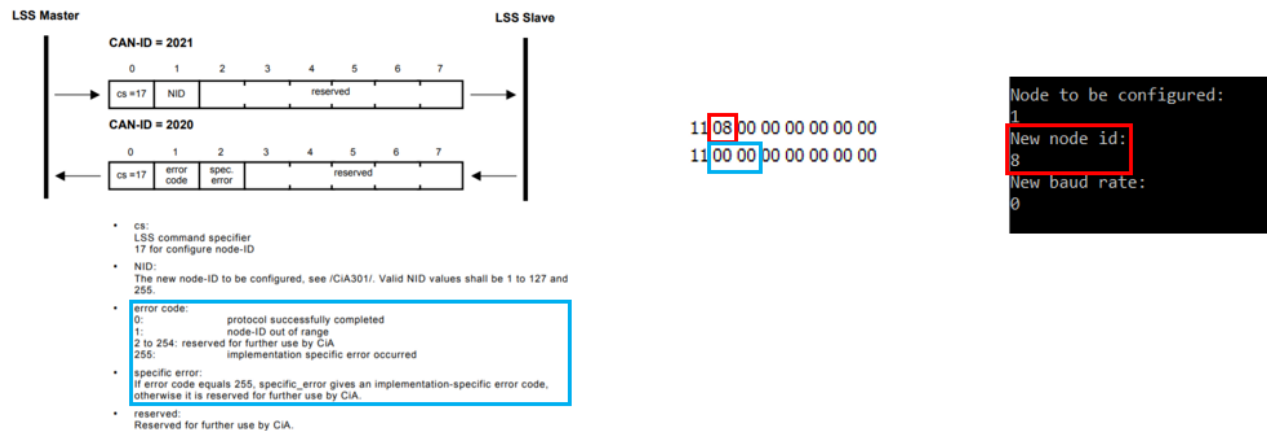 LSS Master
LSS Slave
CAN-ID = 2021
0 1 2 3 4 5 6 7
cs =17 NID reserved
CAN-ID = 2020
0 1 2 3 4 5 6 7
cs =17 error code spec. error reserved
• cs:
LSS command specifier
17 for configure node-ID
• NID:
The new node-ID to be configured, see /CiA301/. Valid NID values shall be 1 to 127 and
255.
• error code:
0: protocol successfully completed
1: node-ID out of range
2 to 254: reserved for further use by CiA
255: implementation specific error occurred
• specific error:
If error code equals 255, specific_error gives an implementation-specific error code,
otherwise it is reserved for further use by CiA.
• reserved:
Reserved for further use by CiA.
11 08 00 00 00 00 00 00
11 00 00 00 00 00 00 00
Node to be configured:
1
New node id:
8
New baud rate:
0